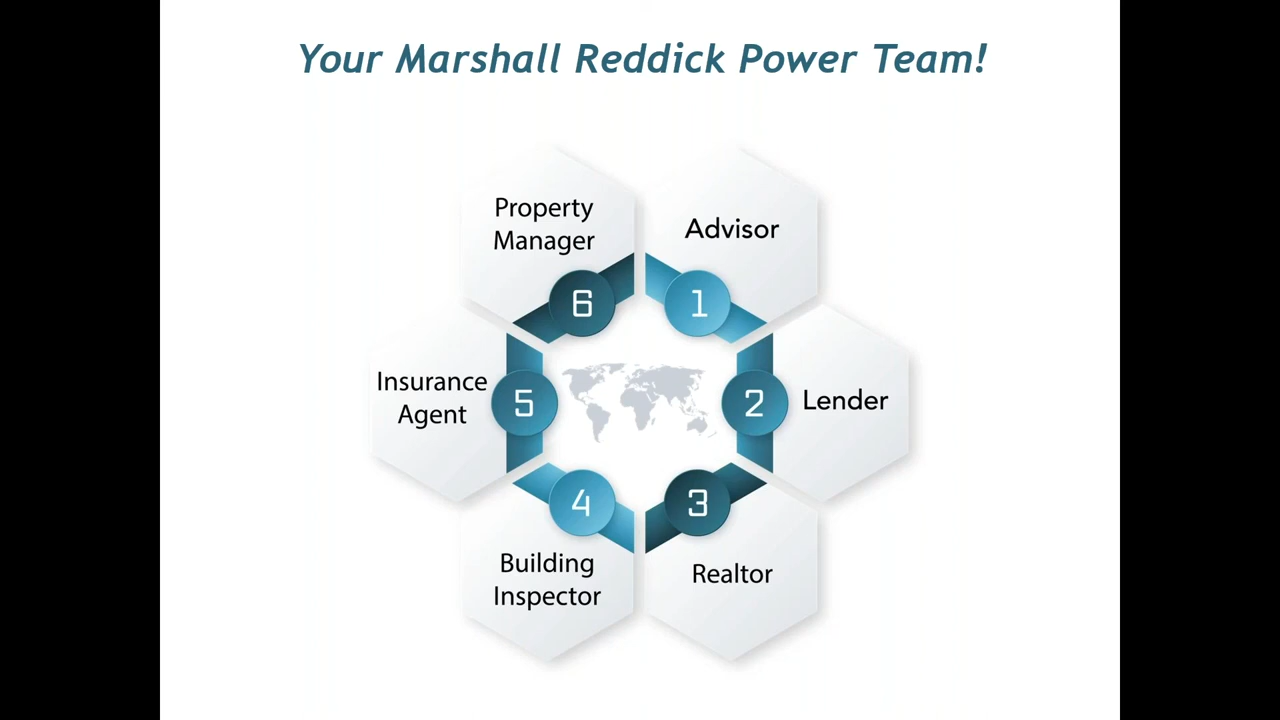 Your Marshall Reddick Power Team!
Advisor
1
2
Lender
3
Realtor
4
Building
Inspector
5
Insurance
Agent
6
Property
Manager